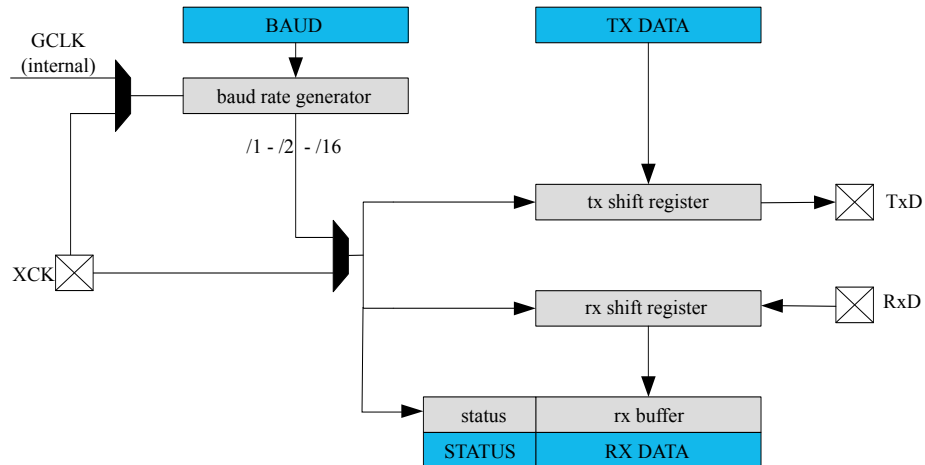 BAUD
TX DATA
GCLK
(internal)
baud rate generator
/1 - /2 - /16
tx shift register
TxD
XCK
rx shift register
RxD
status
rx buffer
STATUS
RX DATA